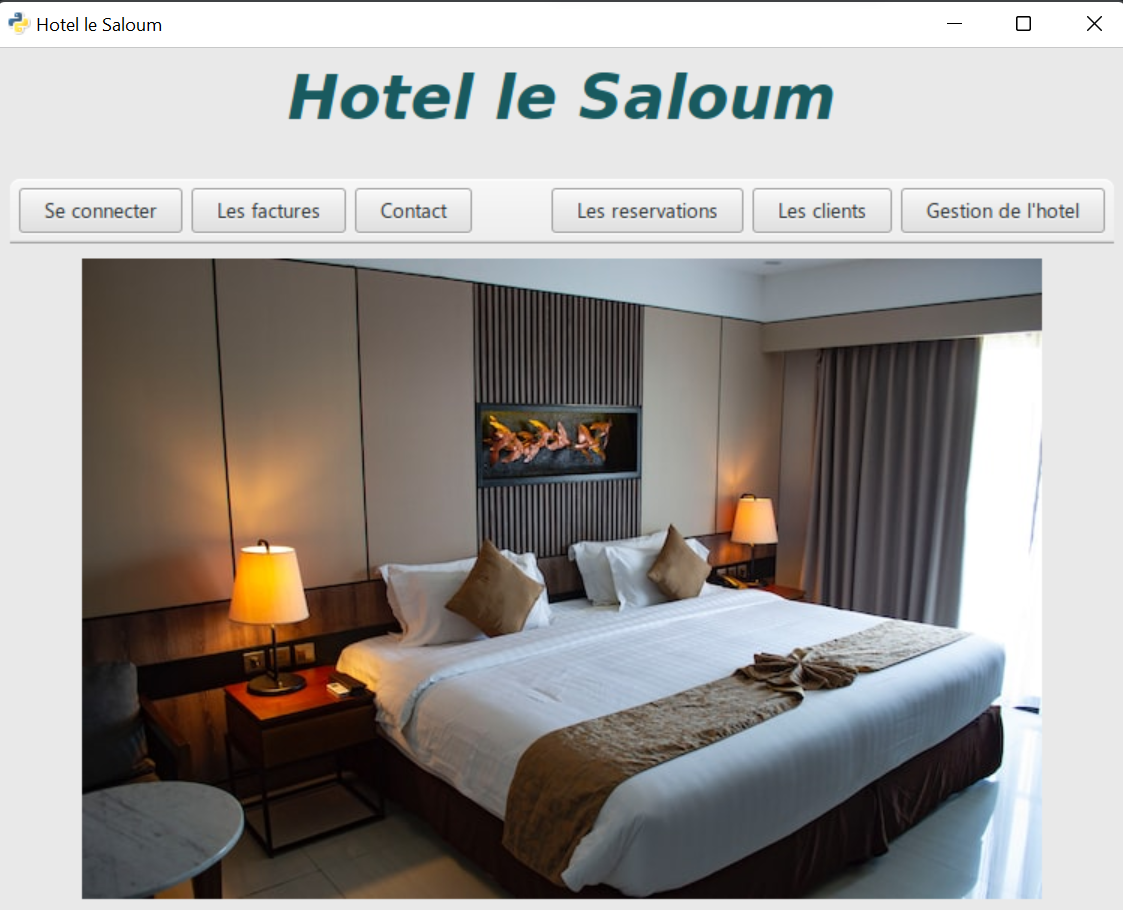 Hotel le Saloum
Hotel le Saloum
Se connecter Les factures Contact Les reservations Les clients Gestion de l'hotel